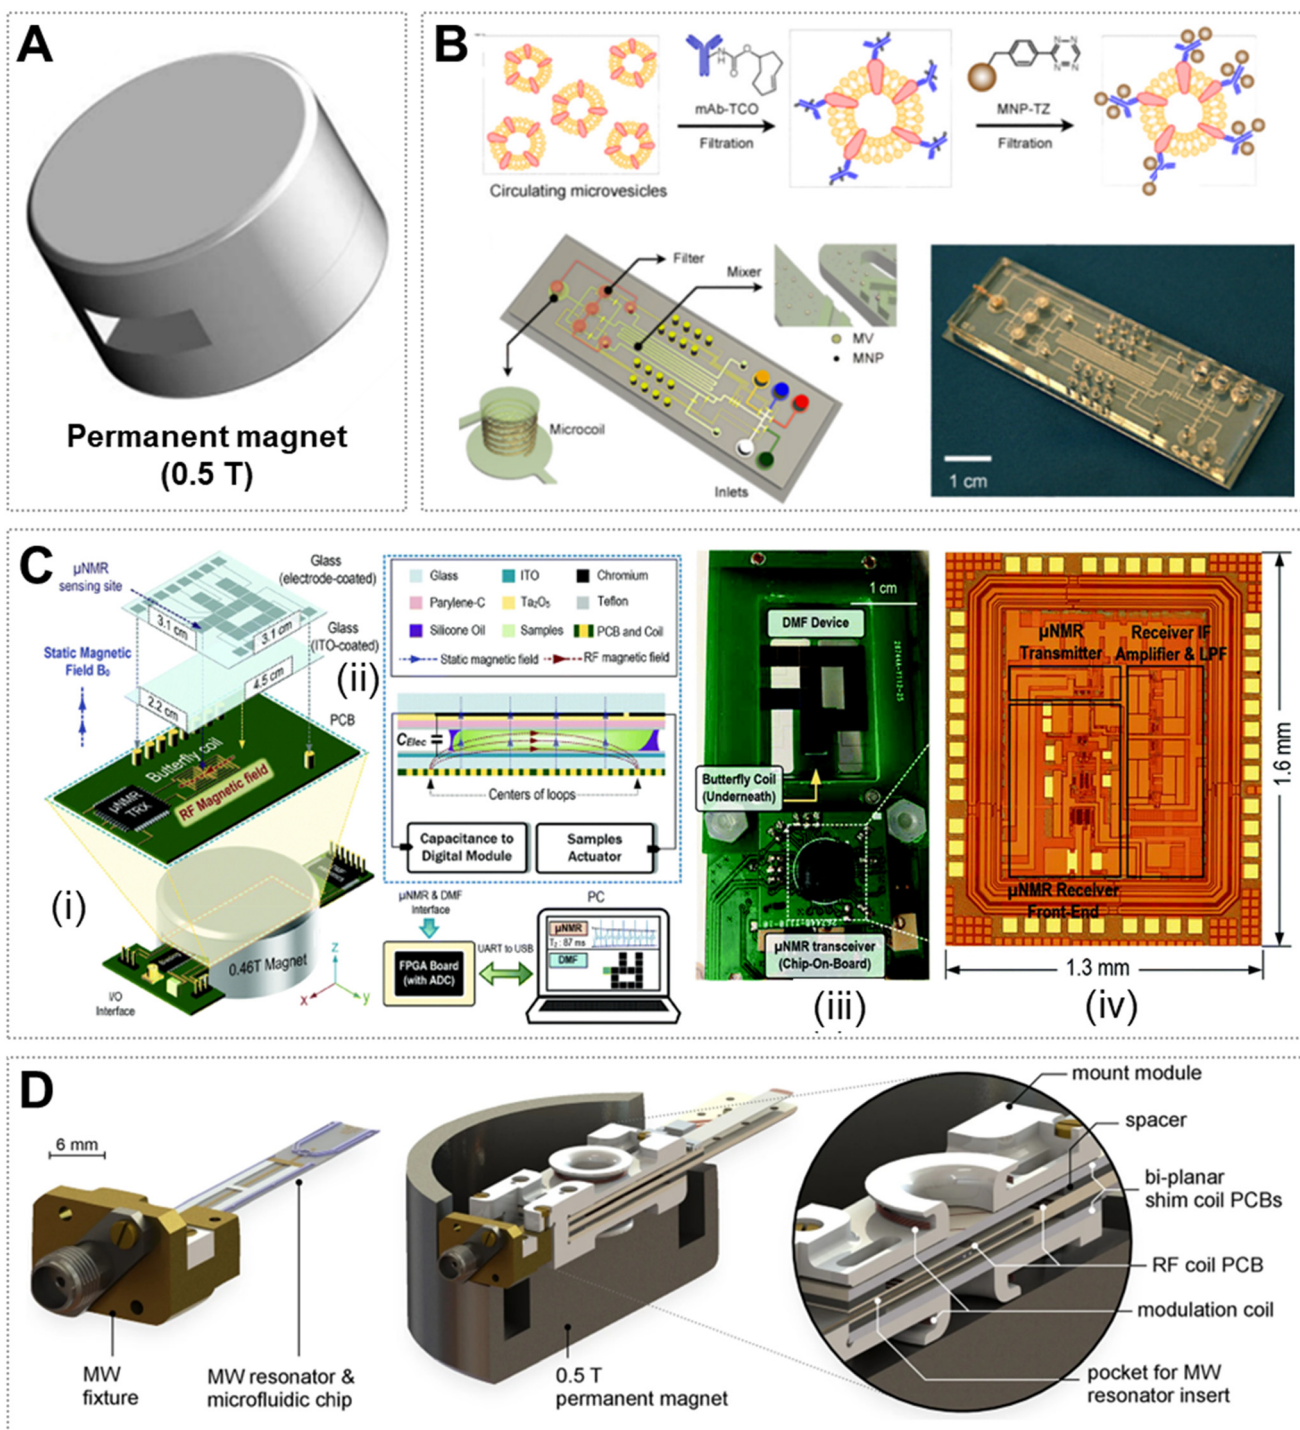 A
Permanent magnet
(0.5 T)
B
Circulating microvesicles
mAb-TCO
Filtration
MNP-TZ
Filtration
Filter
Mixer
MV
MNP
Microcoil
Inlets
1 cm
C
µNMR
sensing site
Glass
(electrode-coated)
3.1 cm
3.1 cm
Glass
(ITO-coated)
Static Magnetic
Field B₀
(ii)
4.5 cm
2.2 cm
PCB
Butterfly coil
µNMR
TRX
RF Magnetic field
(i)
0.46T Magnet
I/O
Interface
z
x
y
Glass
ITO
Chromium
Parylene-C
Ta₂O₅
Teflon
Silicone Oil
Samples
PCB and Coil
Static magnetic field
RF magnetic field
CElec
Centers of loops
Capacitance to
Digital Module
Samples
Actuator
µNMR & DMF
Interface
PC
UART to USB
FPGA Board
(with ADC)
µNMR
T₂ : 87 ms
DMF
1 cm
DMF Device
Butterfly Coil
(Underneath)
µNMR transceiver
(Chip-On-Board)
(iii)
µNMR
Transmitter
Receiver IF
Amplifier & LPF
µNMR Receiver
Front-End
1.6 mm
1.3 mm
(iv)
D
6 mm
MW
fixture
MW resonator &
microfluidic chip
0.5 T
permanent magnet
mount module
spacer
bi-planar
shim coil PCBs
RF coil PCB
modulation coil
pocket for MW
resonator insert